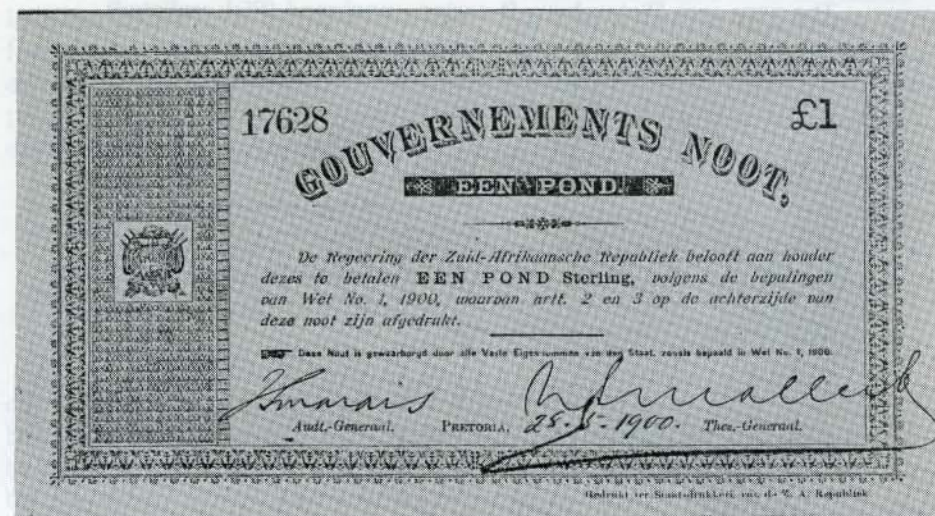 17628 £1
GOUVERNEMENTS NOOT,
EEN POND.
De Regeering der Zuid-Afrikaansche Republiek belooft aan houder
dezes te betalen EEN POND Sterling, volgens de bepalingen
van Wet No. 1, 1900, waarvan artt. 2 en 3 op de achterzijde van
deze noot zijn afgedrukt.
Deze Noot is gewaarborgd door alle Vaste Eigendommen van den Staat, zooals bepaald in Wet No. 1, 1900.
JSmarais
Audt.-Generaal. PRETORIA, 28-5-1900. Thes.-Generaal.
Gedrukt ter Staatsdrukkerij van de Z. A. Republiek